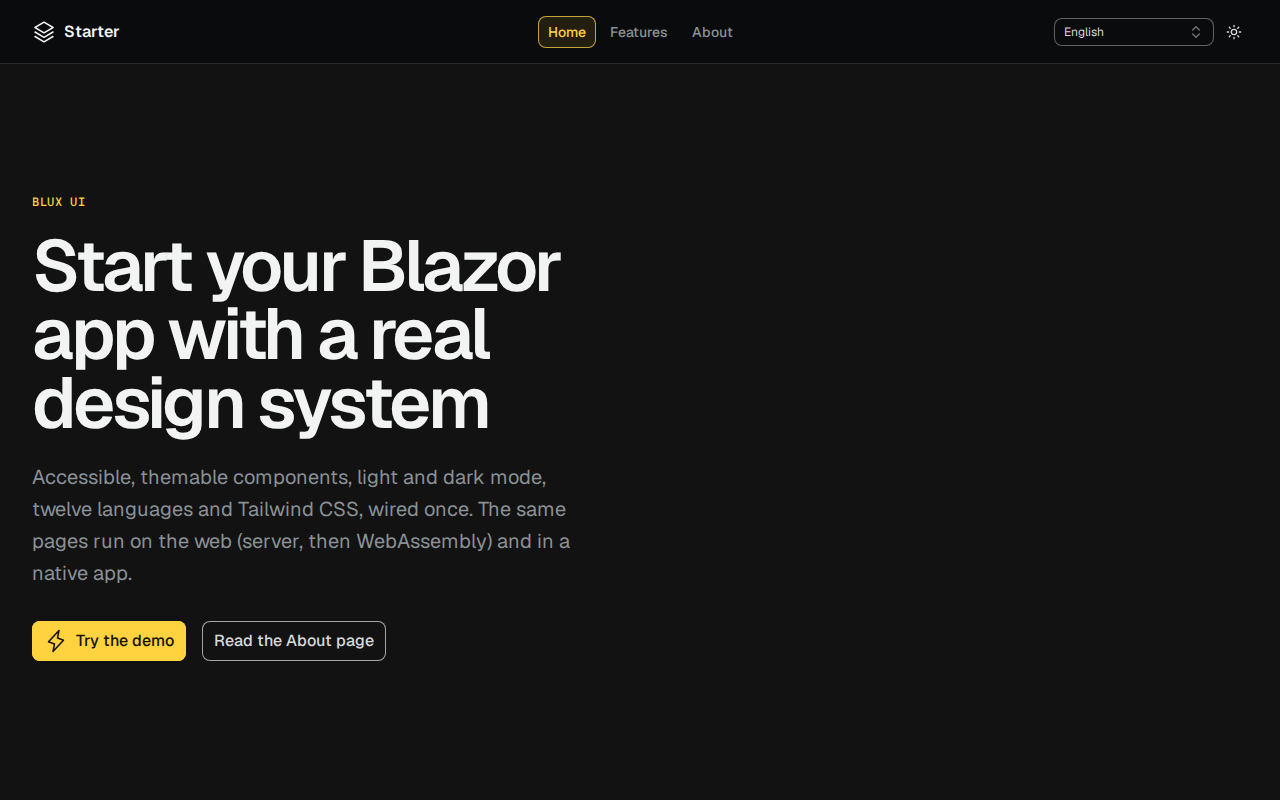 Starter
Home
Features
About
English
BLUX UI
Start your Blazor
app with a real
design system
Accessible, themable components, light and dark mode,
twelve languages and Tailwind CSS, wired once. The same
pages run on the web (server, then WebAssembly) and in a
native app.
Try the demo
Read the About page